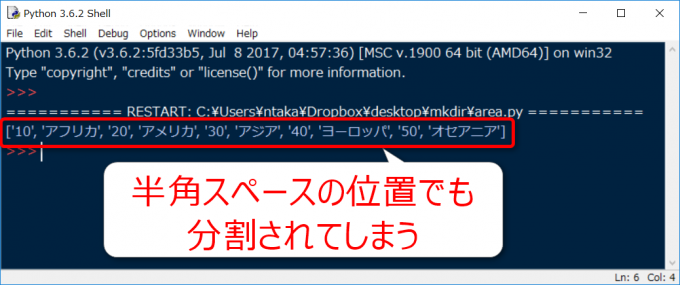 Python 3.6.2 Shell
File Edit Shell Debug Options Window Help
Python 3.6.2 (v3.6.2:5fd33b5, Jul  8 2017, 04:57:36) [MSC v.1900 64 bit (AMD64)] on win32
Type "copyright", "credits" or "license()" for more information.
>>>
=========== RESTART: C:¥Users¥ntaka¥Dropbox¥desktop¥mkdir¥area.py ===========
['10', 'アフリカ', '20', 'アメリカ', '30', 'アジア', '40', 'ヨーロッパ', '50', 'オセアニア']
>>>
半角スペースの位置でも
分割されてしまう
Ln: 6 Col: 4